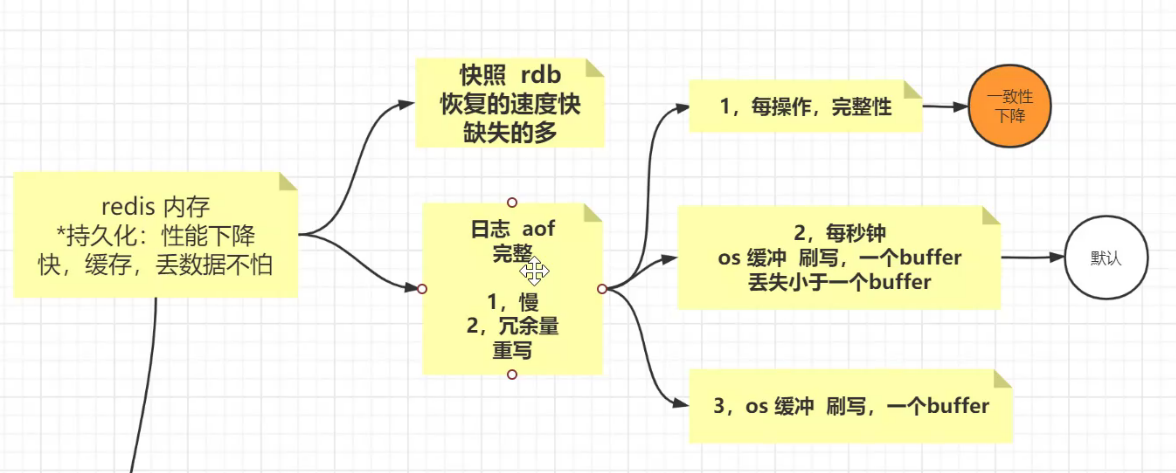 快照  rdb
恢复的速度快
缺失的多
1，每操作，完整性
一致性
下降
redis 内存
*持久化：性能下降
快，缓存，丢数据不怕
日志  aof
完整
1，慢
2，冗余量
重写
2，每秒钟
os 缓冲  刷写，一个buffer
丢失小于一个buffer
默认
3，os 缓冲  刷写，一个buffer